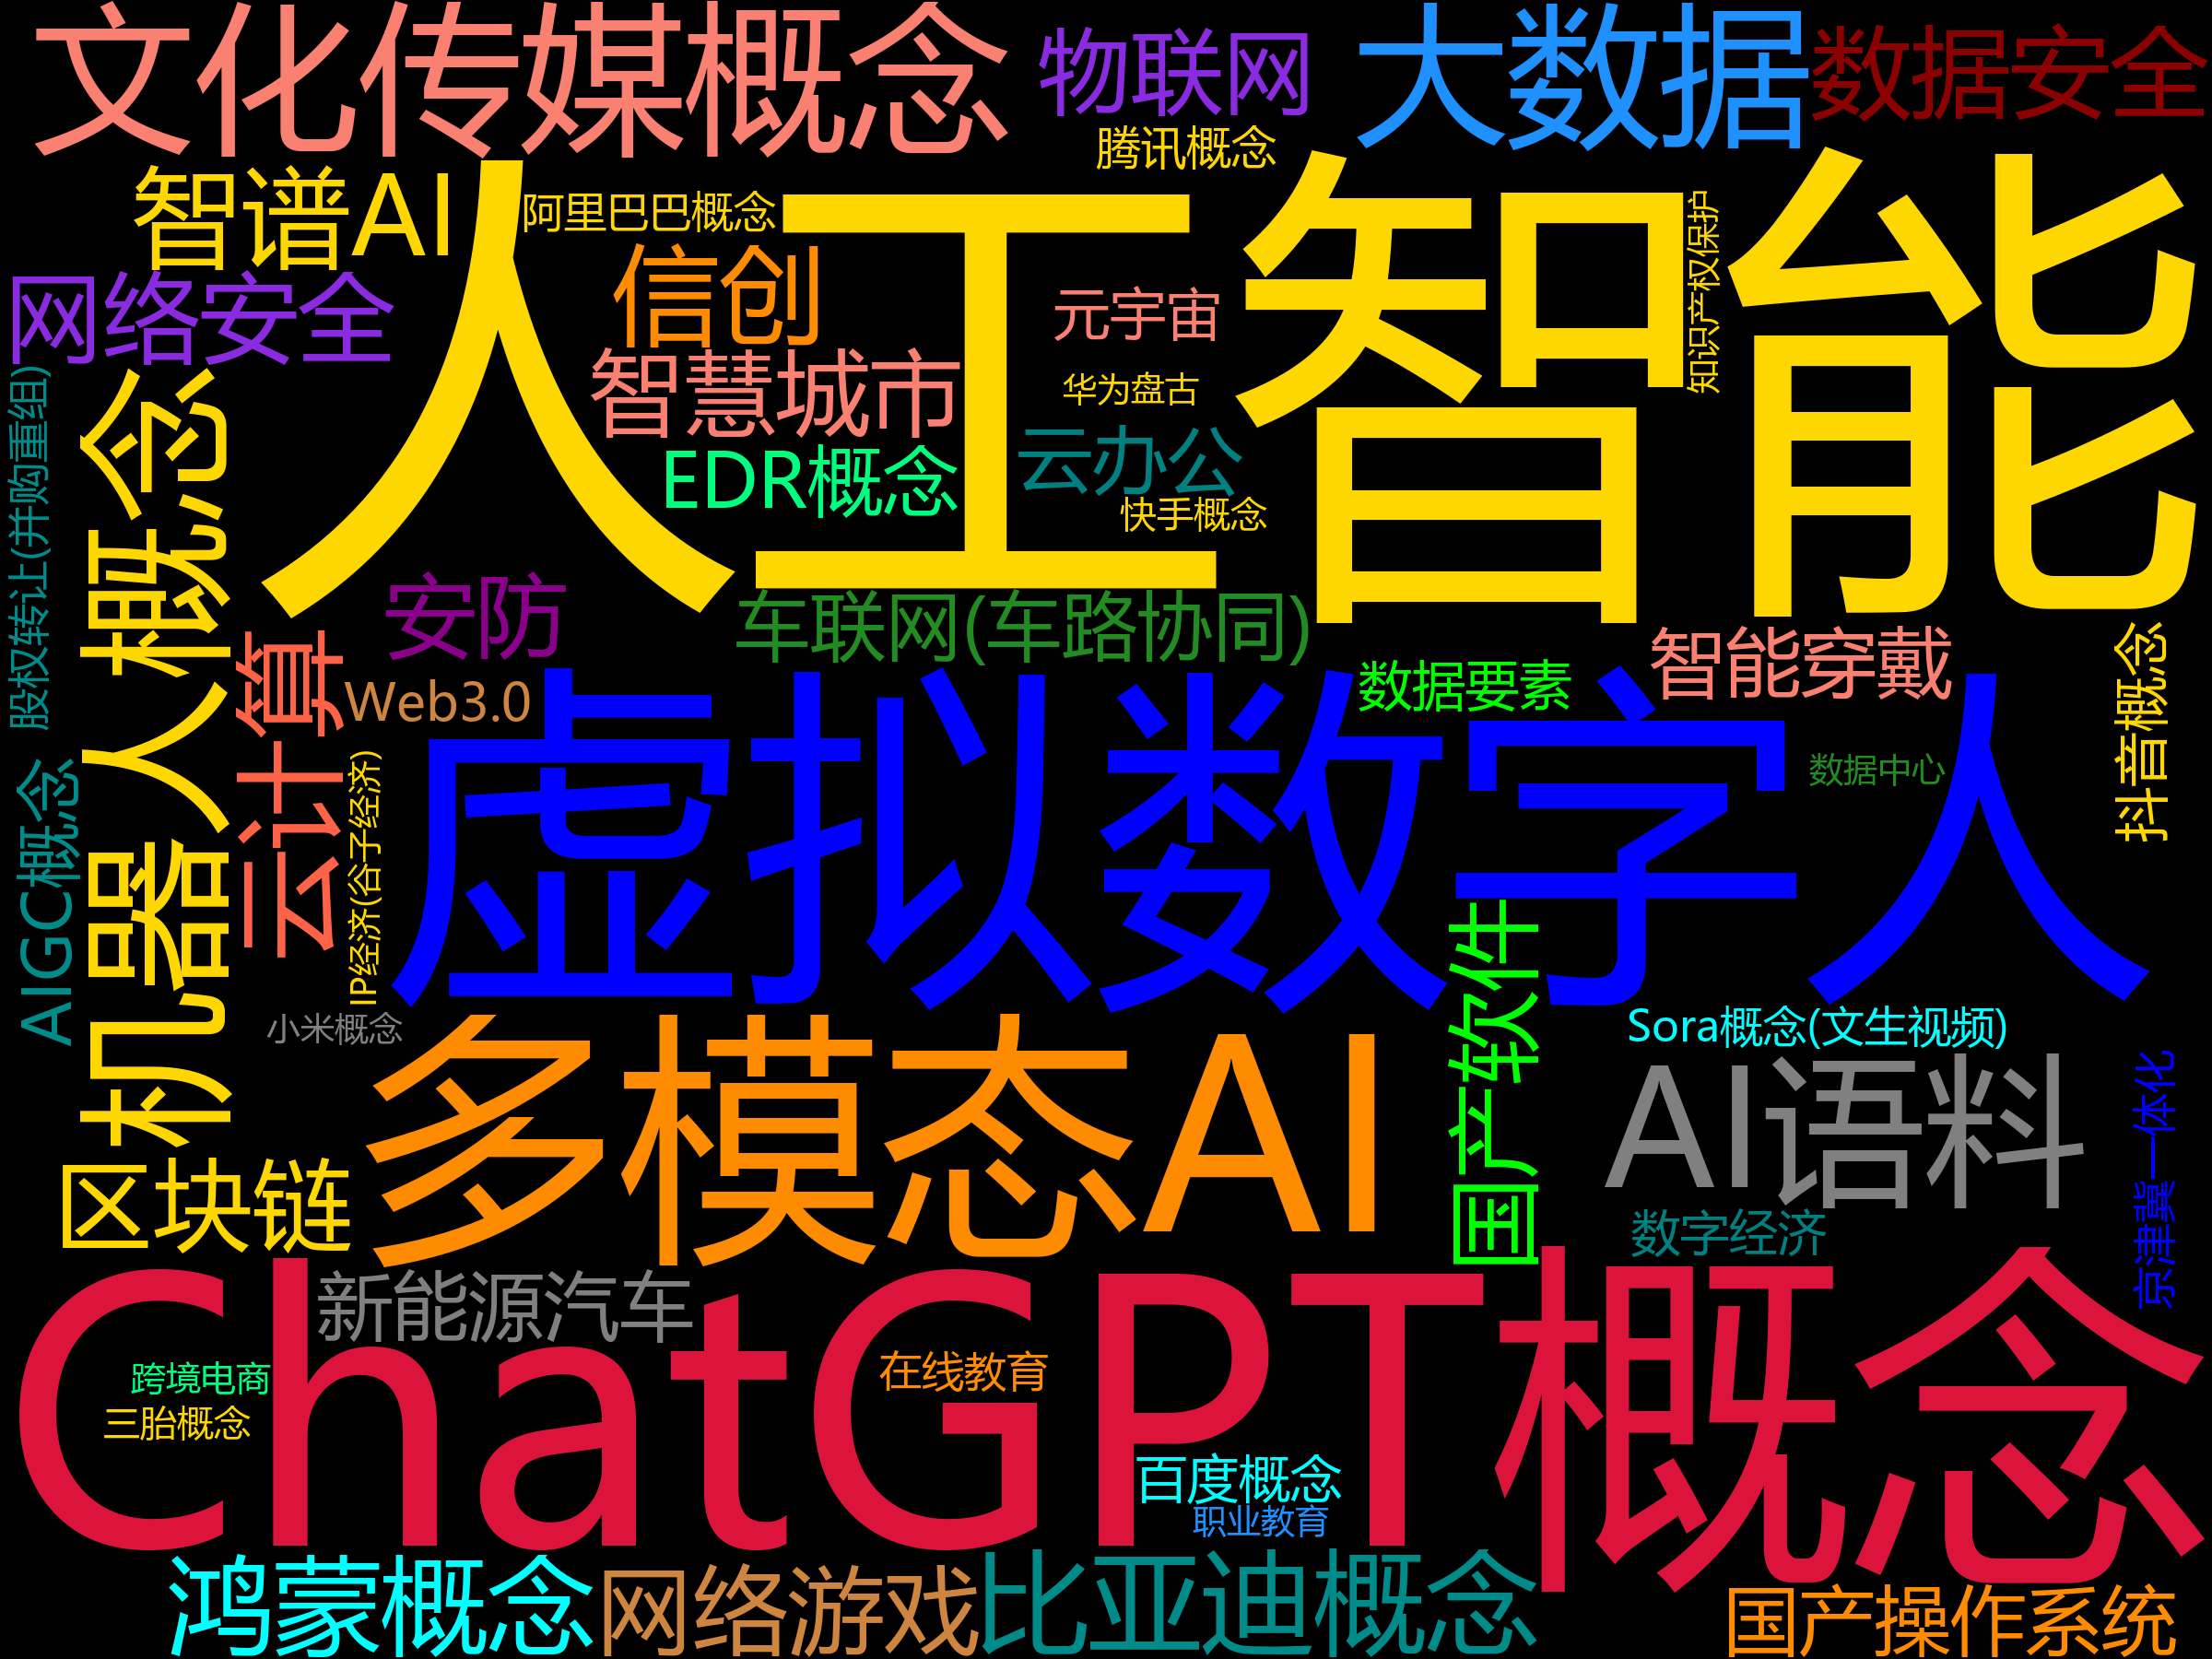 文化传媒概念
物联网
大数据
数据安全
腾讯概念
人工智能
智谱AI
阿里巴巴概念
知识产权保护
信创
网络安全
元宇宙
智慧城市
华为盘古
股权转让(并购重组)
机器人概念
云办公
EDR概念
快手概念
安防
车联网(车路协同)
智能穿戴
抖音概念
云计算
数据要素
虚拟数字人
Web3.0
IP经济(谷子经济)
数据中心
AIGC概念
国产软件
小米概念
Sora概念(文生视频)
多模态AI
AI语料
京津冀一体化
区块链
数字经济
ChatGPT概念
新能源汽车
在线教育
跨境电商
三胎概念
百度概念
职业教育
鸿蒙概念
网络游戏
比亚迪概念
国产操作系统